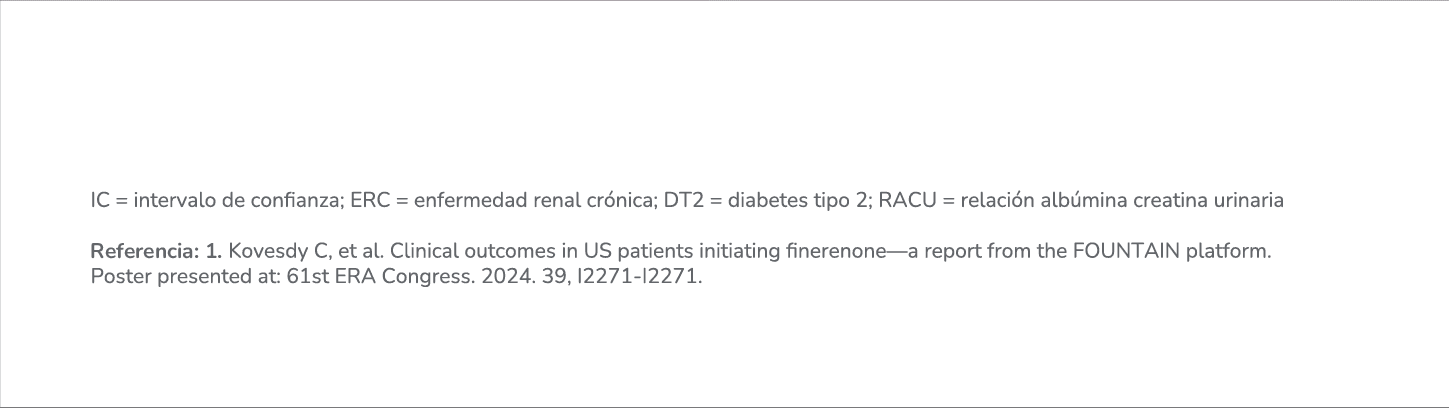 IC = intervalo de confianza; ERC = enfermedad renal crónica; DT2 = diabetes tipo 2; RACU = relación albúmina creatina urinaria
Referencia: 1. Kovesdy C, et al. Clinical outcomes in US patients initiating finerenone—a report from the FOUNTAIN platform.
Poster presented at: 61st ERA Congress. 2024. 39, I2271-I2271.